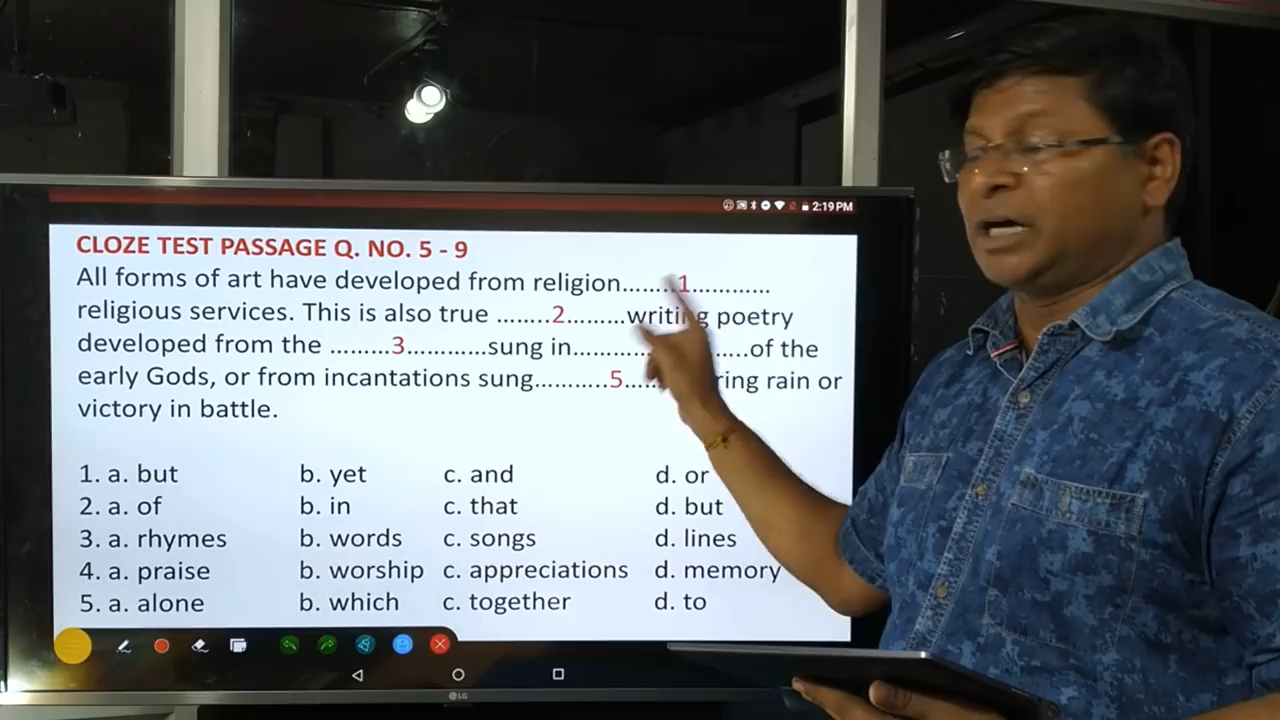 2:19 PM
CLOZE TEST PASSAGE Q. NO. 5 - 9
All forms of art have developed from religion........1............
religious services. This is also true ........2.........writing poetry
developed from the .........3............sung in............ .....of the
early Gods, or from incantations sung...........5..... ring rain or
victory in battle.
1. a. but b. yet c. and d. or
2. a. of b. in c. that d. but
3. a. rhymes b. words c. songs d. lines
4. a. praise b. worship c. appreciations d. memory
5. a. alone b. which c. together d. to
LG